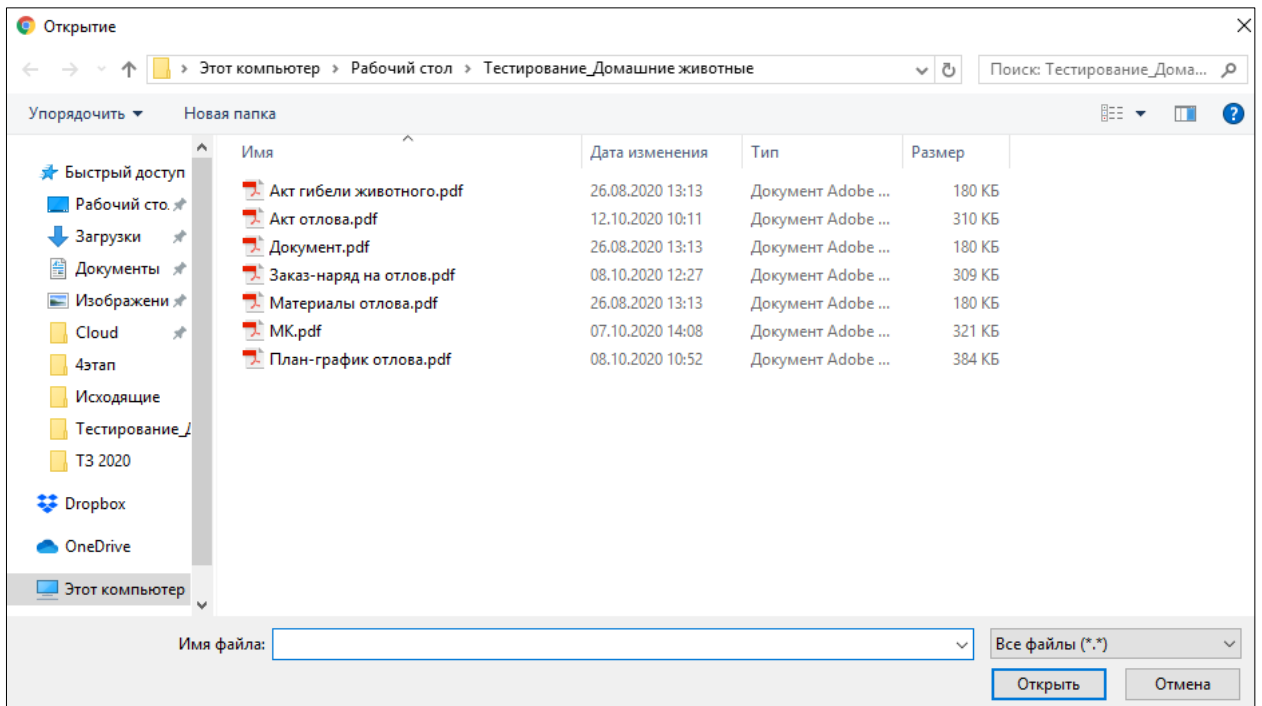 Открытие
Этот компьютер › Рабочий стол › Тестирование_Домашние животные
Поиск: Тестирование_Дома...
Упорядочить Новая папка
Имя Дата изменения Тип Размер
Быстрый доступ
Рабочий сто.
Загрузки
Документы
Изображени
Cloud
4этап
Исходящие
Тестирование_Д
ТЗ 2020
Dropbox
OneDrive
Этот компьютер
Акт гибели животного.pdf 26.08.2020 13:13 Документ Adobe ... 180 КБ
Акт отлова.pdf 12.10.2020 10:11 Документ Adobe ... 310 КБ
Документ.pdf 26.08.2020 13:13 Документ Adobe ... 180 КБ
Заказ-наряд на отлов.pdf 08.10.2020 12:27 Документ Adobe ... 309 КБ
Материалы отлова.pdf 26.08.2020 13:13 Документ Adobe ... 180 КБ
МК.pdf 07.10.2020 14:08 Документ Adobe ... 321 КБ
План-график отлова.pdf 08.10.2020 10:52 Документ Adobe ... 384 КБ
Имя файла:
Все файлы (*.*)
Открыть Отмена